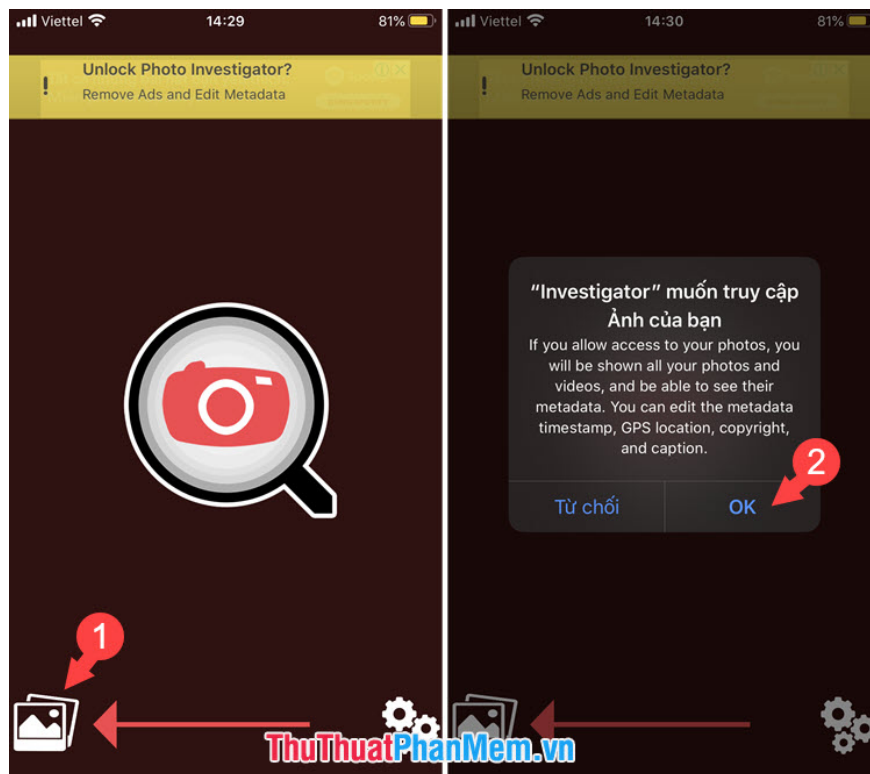 Viettel
14:29
81%
Unlock Photo Investigator?
Remove Ads and Edit Metadata
1
Viettel
14:30
81%
Unlock Photo Investigator?
Remove Ads and Edit Metadata
“Investigator” muốn truy cập
Ảnh của bạn
If you allow access to your photos, you
will be shown all your photos and
videos, and be able to see their
metadata. You can edit the metadata
timestamp, GPS location, copyright,
and caption.
2
Từ chối
OK
ThuThuatPhanMem.vn